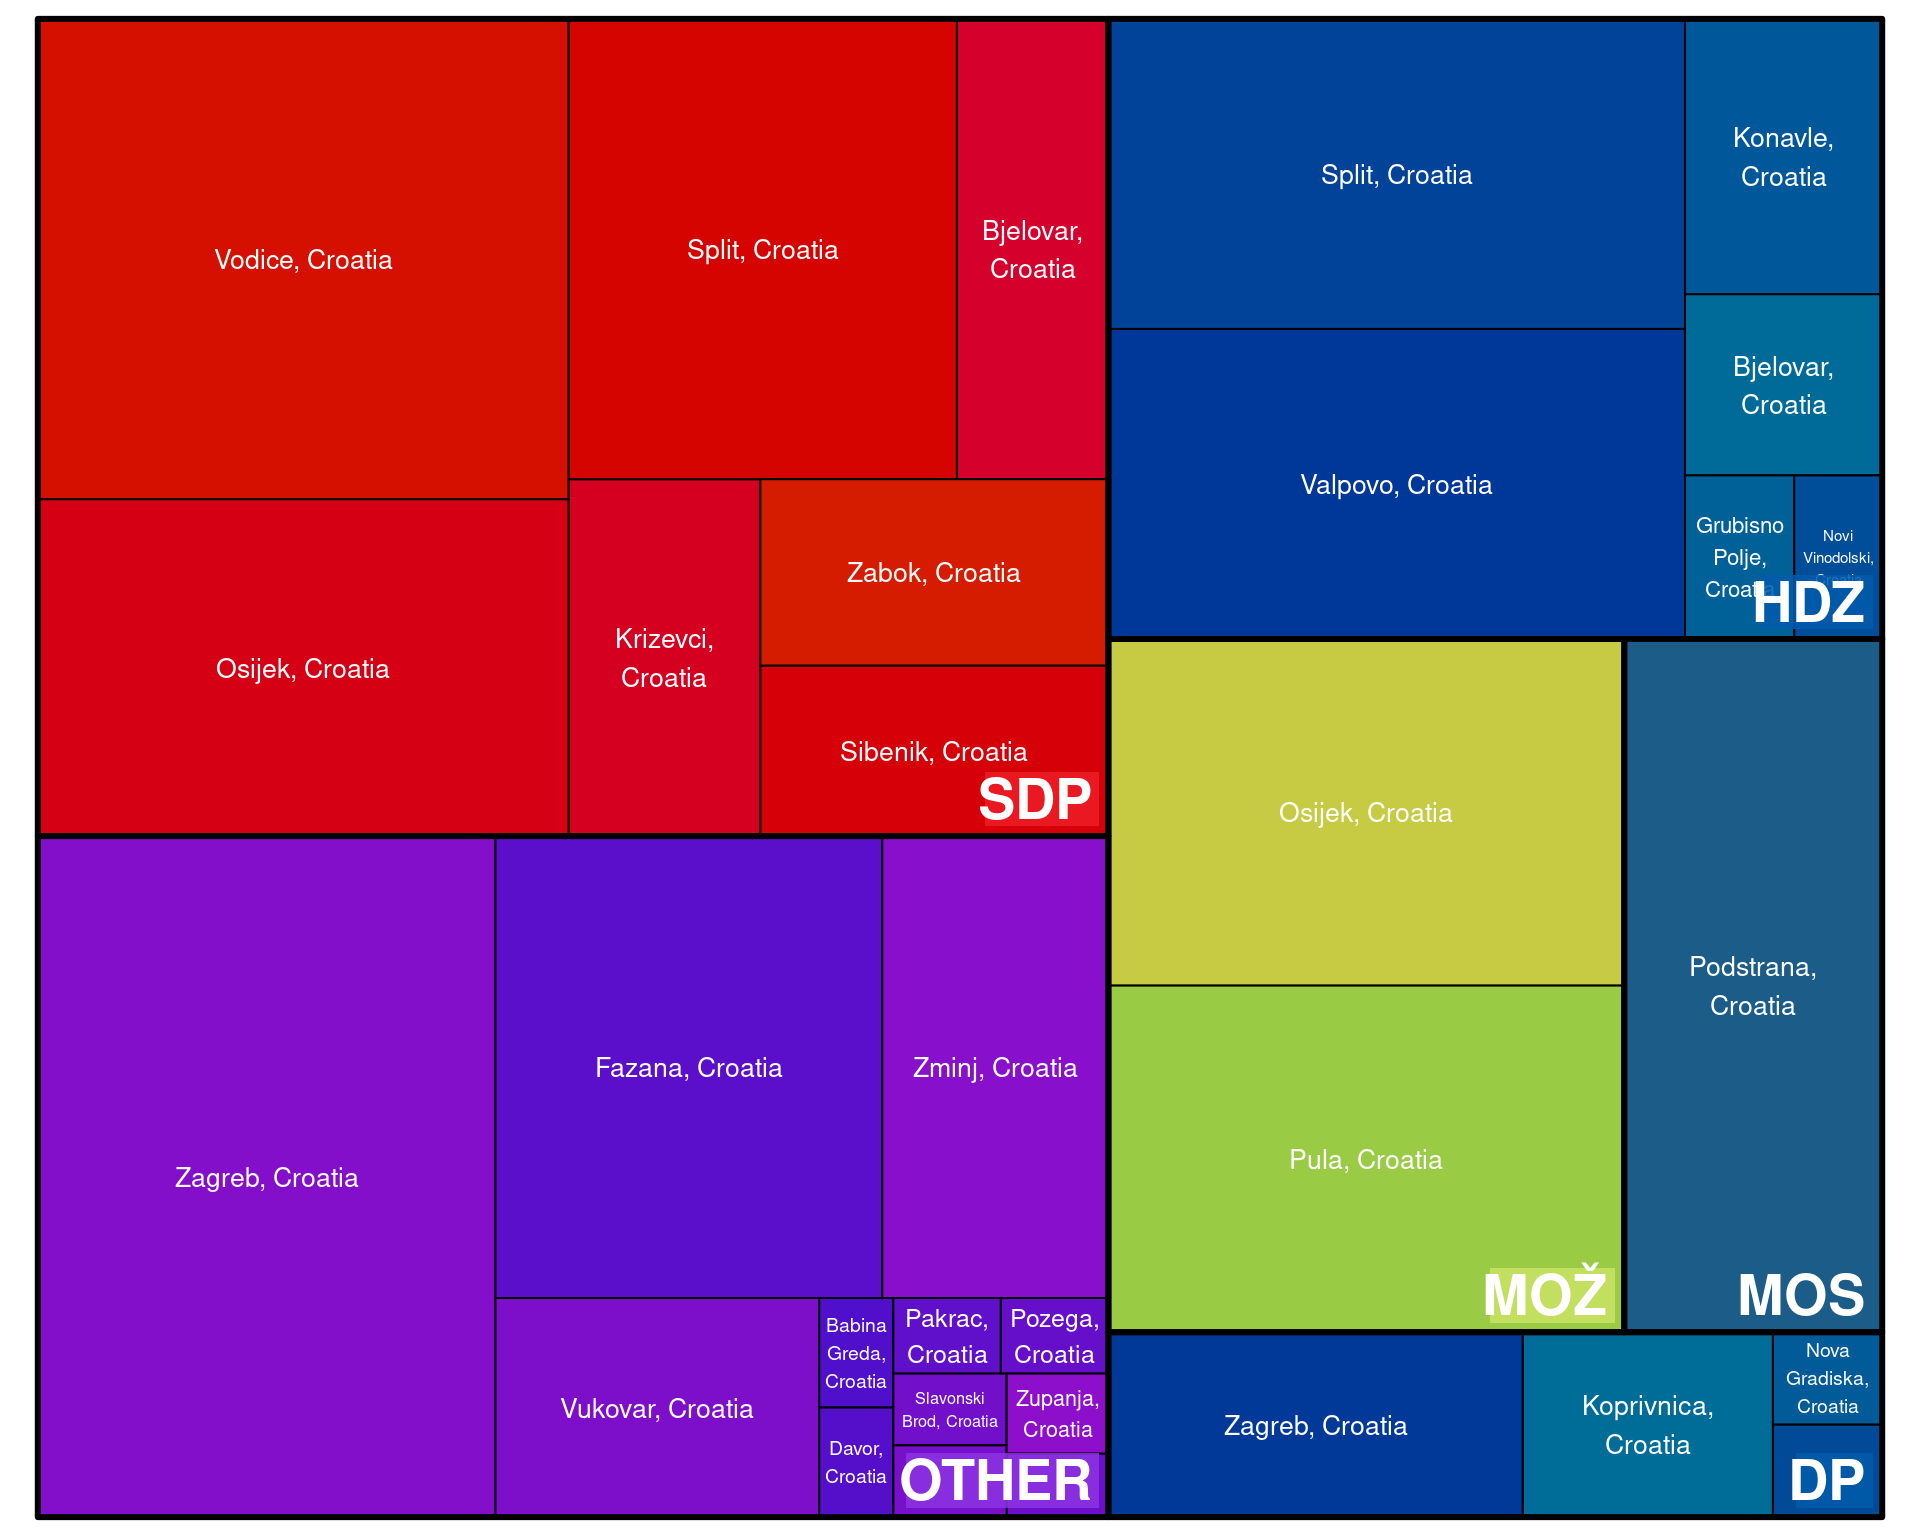 Vodice, Croatia
Split, Croatia
Bjelovar,
Croatia
Osijek, Croatia
Krizevci,
Croatia
Zabok, Croatia
Sibenik, Croatia
SDP
Split, Croatia
Konavle,
Croatia
Valpovo, Croatia
Bjelovar,
Croatia
Grubisno
Polje,
Croatia
Novi
Vinodolski,
Croatia
HDZ
Zagreb, Croatia
Fazana, Croatia
Zminj, Croatia
Vukovar, Croatia
Babina
Greda,
Croatia
Davor,
Croatia
Pakrac,
Croatia
Pozega,
Croatia
Slavonski
Brod, Croatia
Zupanja,
Croatia
OTHER
Osijek, Croatia
Pula, Croatia
MOŽ
Podstrana,
Croatia
MOS
Zagreb, Croatia
Koprivnica,
Croatia
Nova
Gradiska,
Croatia
DP